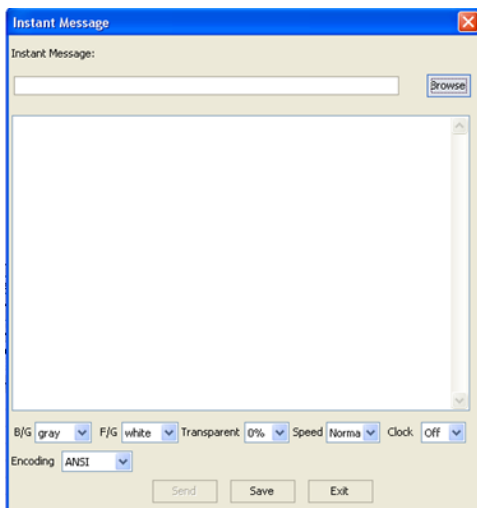 Instant Message
Instant Message:
Browse
B/G gray F/G white Transparent 0% Speed Norma Clock Off
Encoding ANSI
Send Save Exit